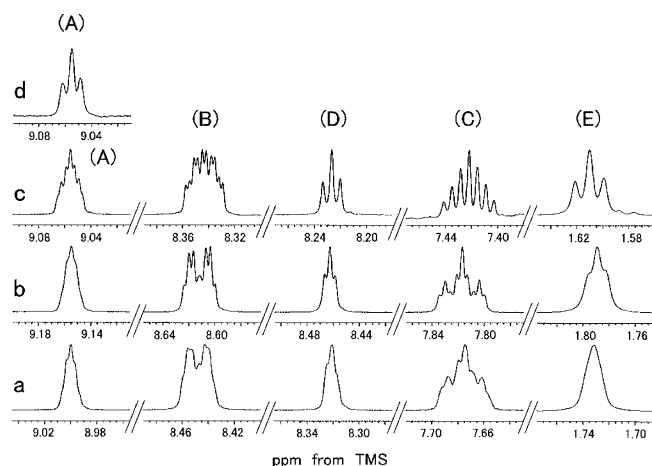 (A)
d
9.08 9.04
(B) (D) (C) (E)
(A)
c
9.08 9.04 8.36 8.32 8.24 8.20 7.44 7.40 1.62 1.58
b
9.18 9.14 8.64 8.60 8.48 8.44 7.84 7.80 1.80 1.76
a
9.02 8.98 8.46 8.42 8.34 8.30 7.70 7.66 1.74 1.70
ppm from TMS